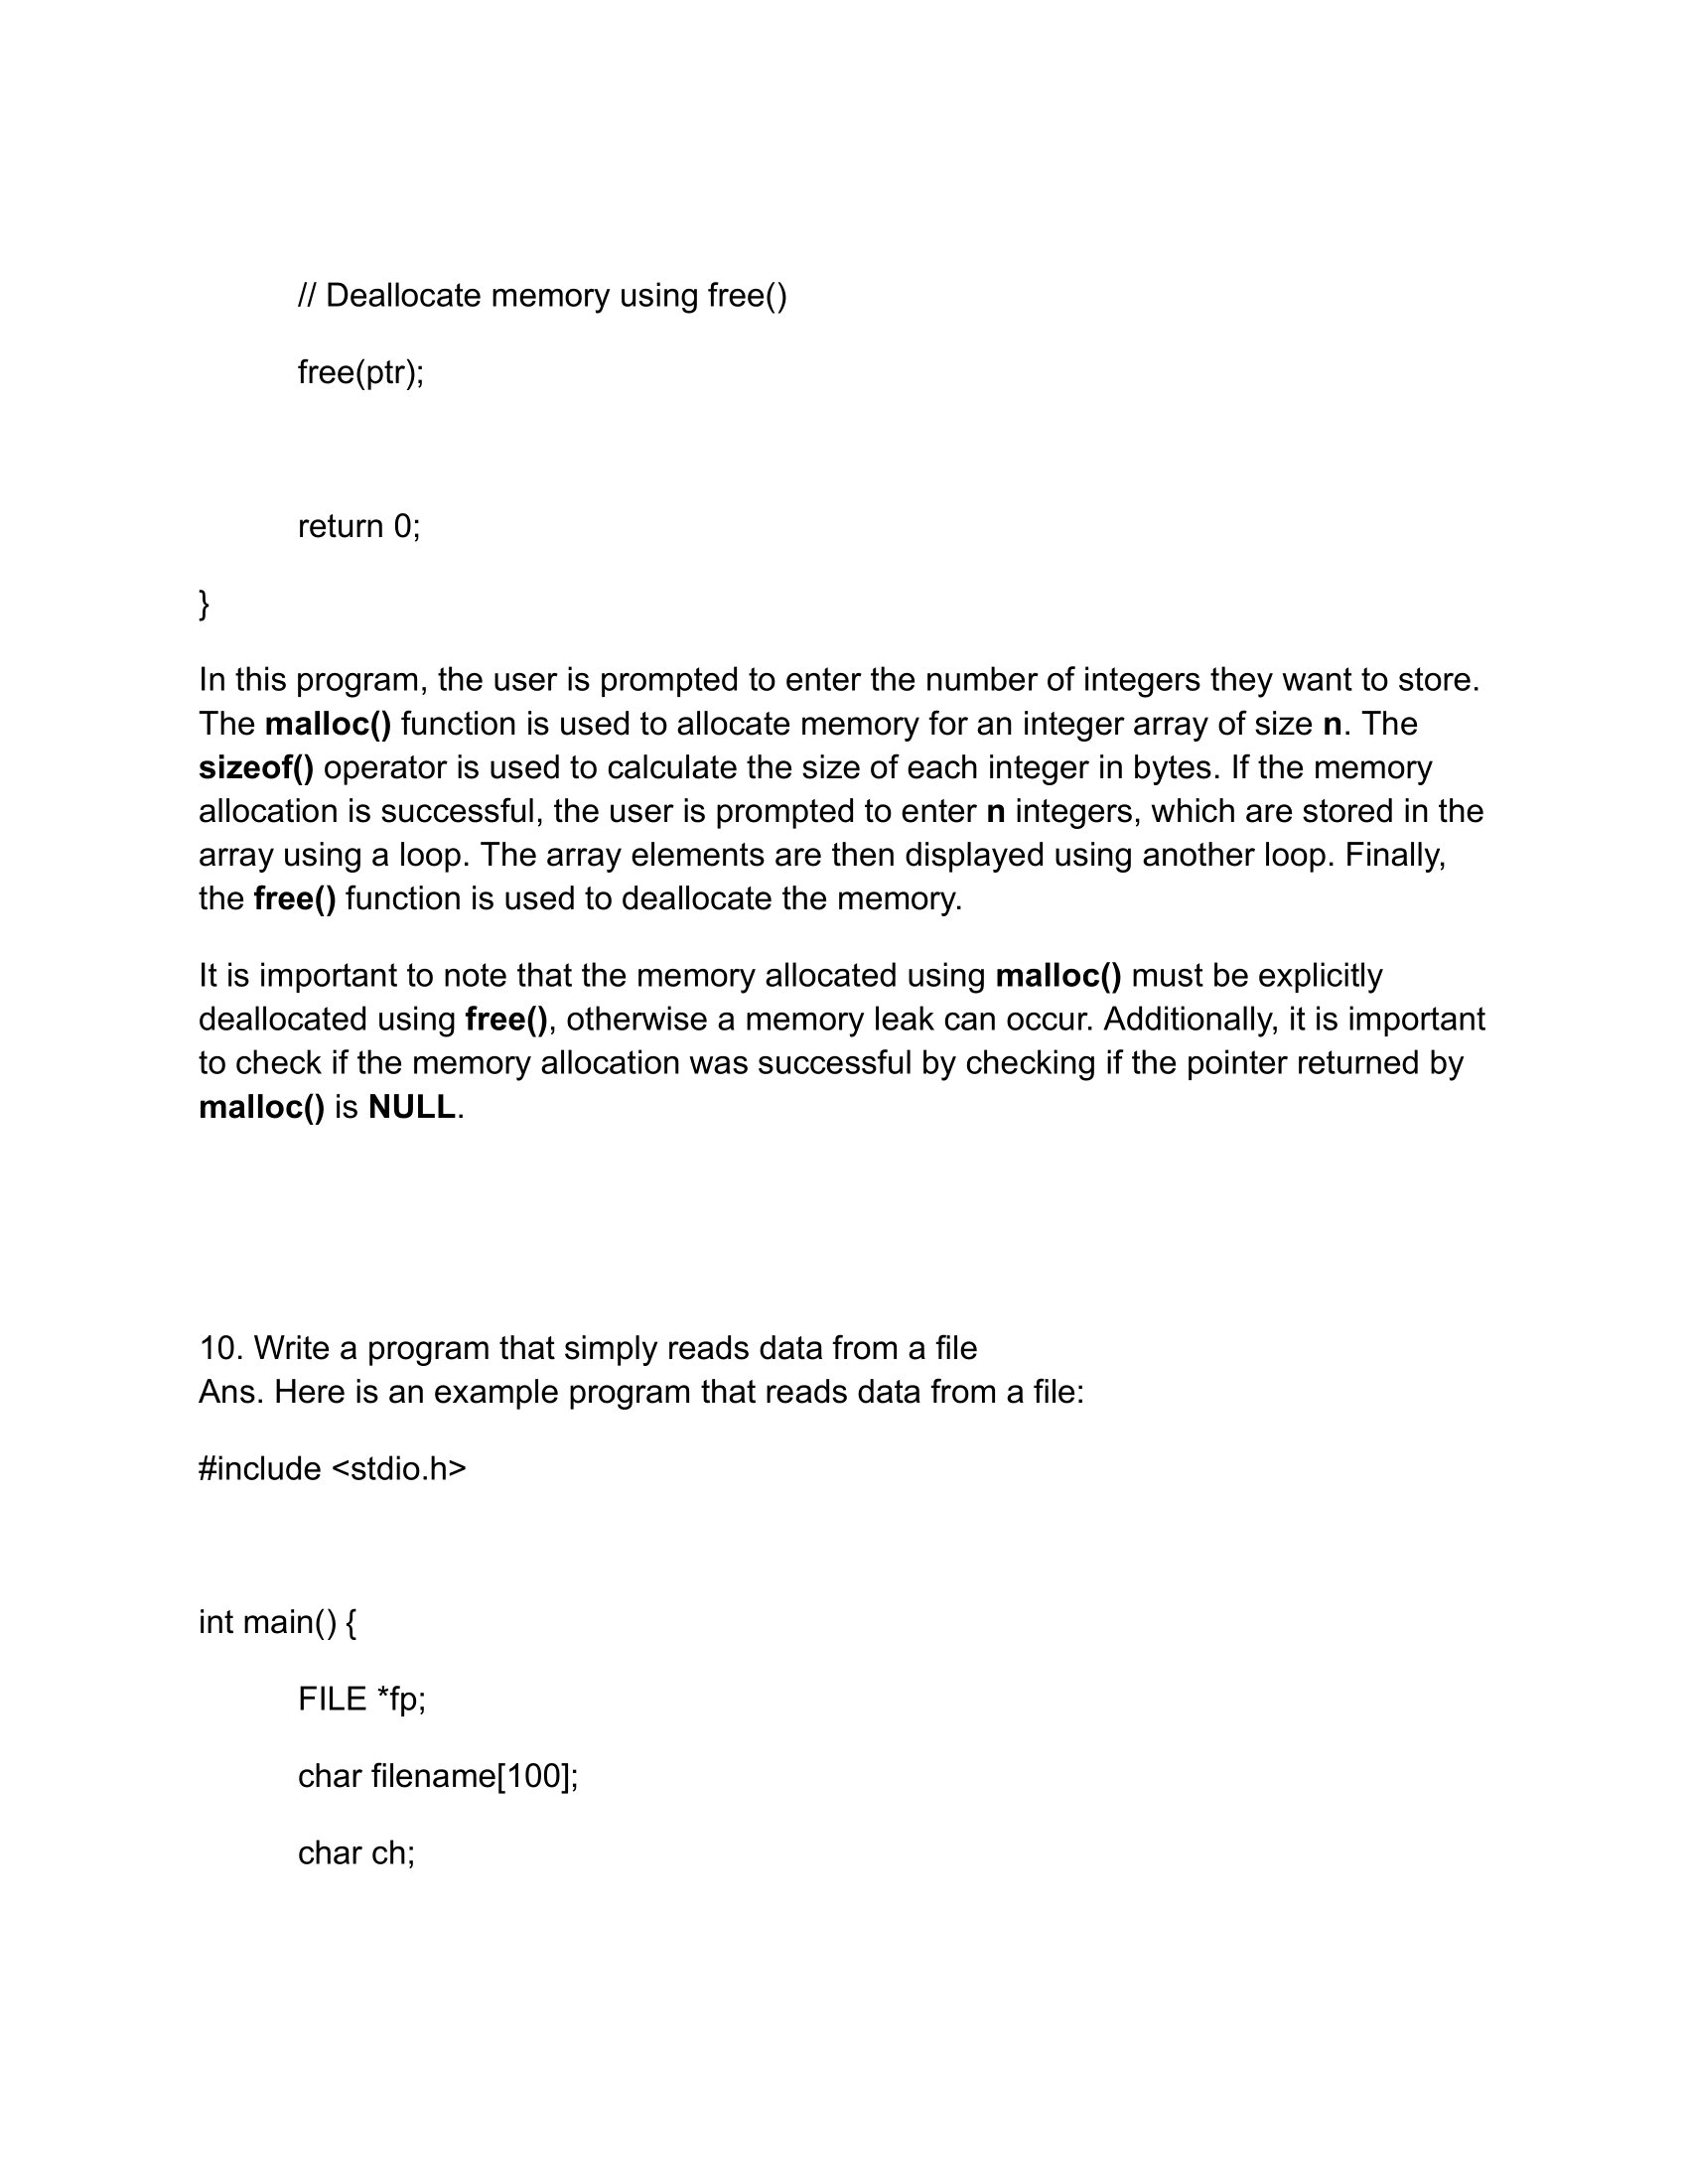 // Deallocate memory using free()
free(ptr);
return 0;
}
In this program, the user is prompted to enter the number of integers they want to store.
The malloc() function is used to allocate memory for an integer array of size n. The
sizeof() operator is used to calculate the size of each integer in bytes. If the memory
allocation is successful, the user is prompted to enter n integers, which are stored in the
array using a loop. The array elements are then displayed using another loop. Finally,
the free() function is used to deallocate the memory.
It is important to note that the memory allocated using malloc() must be explicitly
deallocated using free(), otherwise a memory leak can occur. Additionally, it is important
to check if the memory allocation was successful by checking if the pointer returned by
malloc() is NULL.
10. Write a program that simply reads data from a file
Ans. Here is an example program that reads data from a file:
#include <stdio.h>
int main() {
FILE *fp;
char filename[100];
char ch;